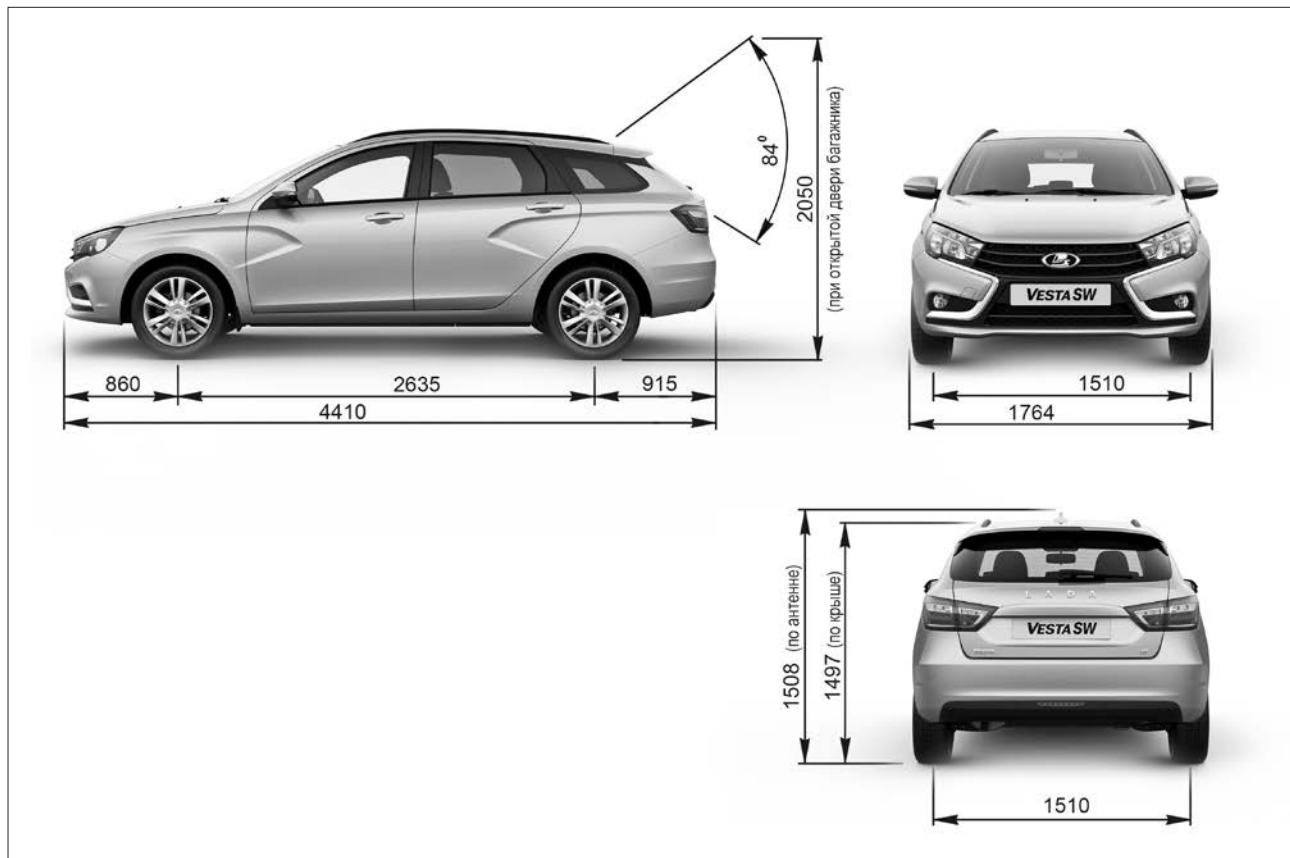 84⁰
2050 (при открытой двери багажника)
860
2635
915
4410
VESTA SW
1510
1764
1508 (по антенне)
1497 (по крыше)
LADA
VESTA SW
1510